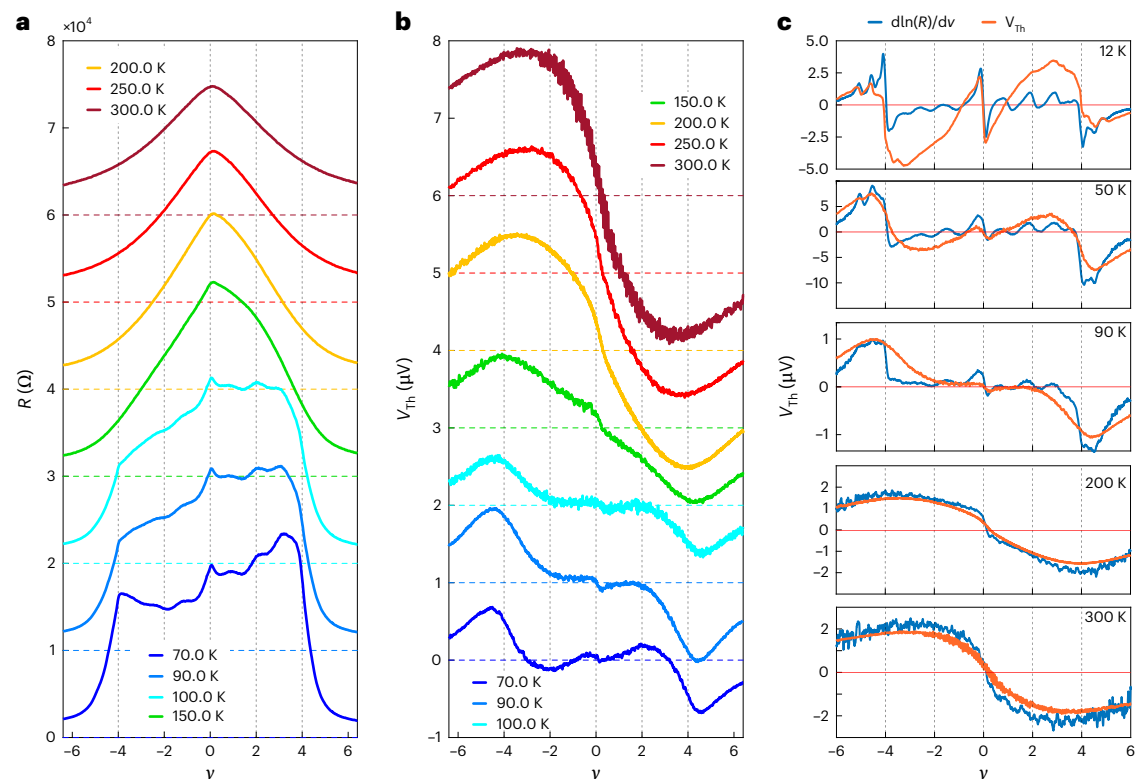 a
×10⁴
8
7
6
5
4
3
2
1
0
R (Ω)
200.0 K
250.0 K
300.0 K
70.0 K
90.0 K
100.0 K
150.0 K
−6 −4 −2 0 2 4 6
ν
b
8
7
6
5
4
3
2
1
0
−1
V_Th (μV)
150.0 K
200.0 K
250.0 K
300.0 K
70.0 K
90.0 K
100.0 K
−6 −4 −2 0 2 4 6
ν
c
dln(R)/dν V_Th
12 K
5.0
2.5
0
−2.5
−5.0
50 K
5
0
−5
−10
90 K
1
0
−1
V_Th (μV)
200 K
2
1
0
−1
−2
300 K
2
1
0
−1
−2
−6 −4 −2 0 2 4 6
ν